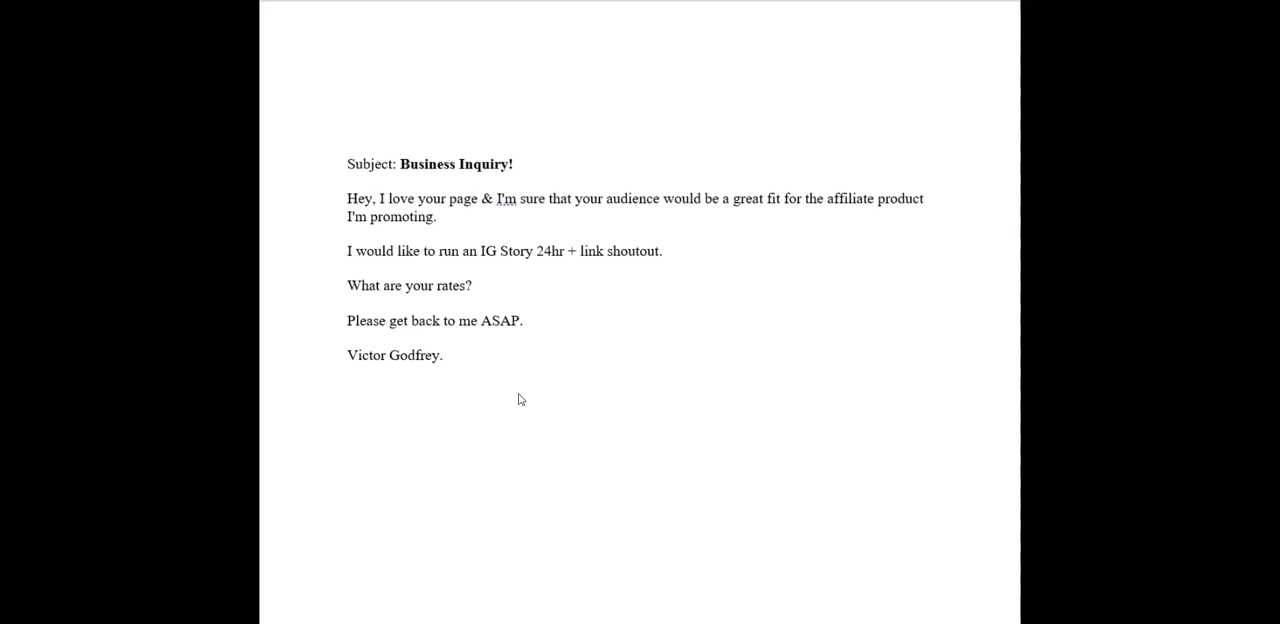 Subject: Business Inquiry!
Hey, I love your page & I'm sure that your audience would be a great fit for the affiliate product
I'm promoting.
I would like to run an IG Story 24hr + link shoutout.
What are your rates?
Please get back to me ASAP.
Victor Godfrey.